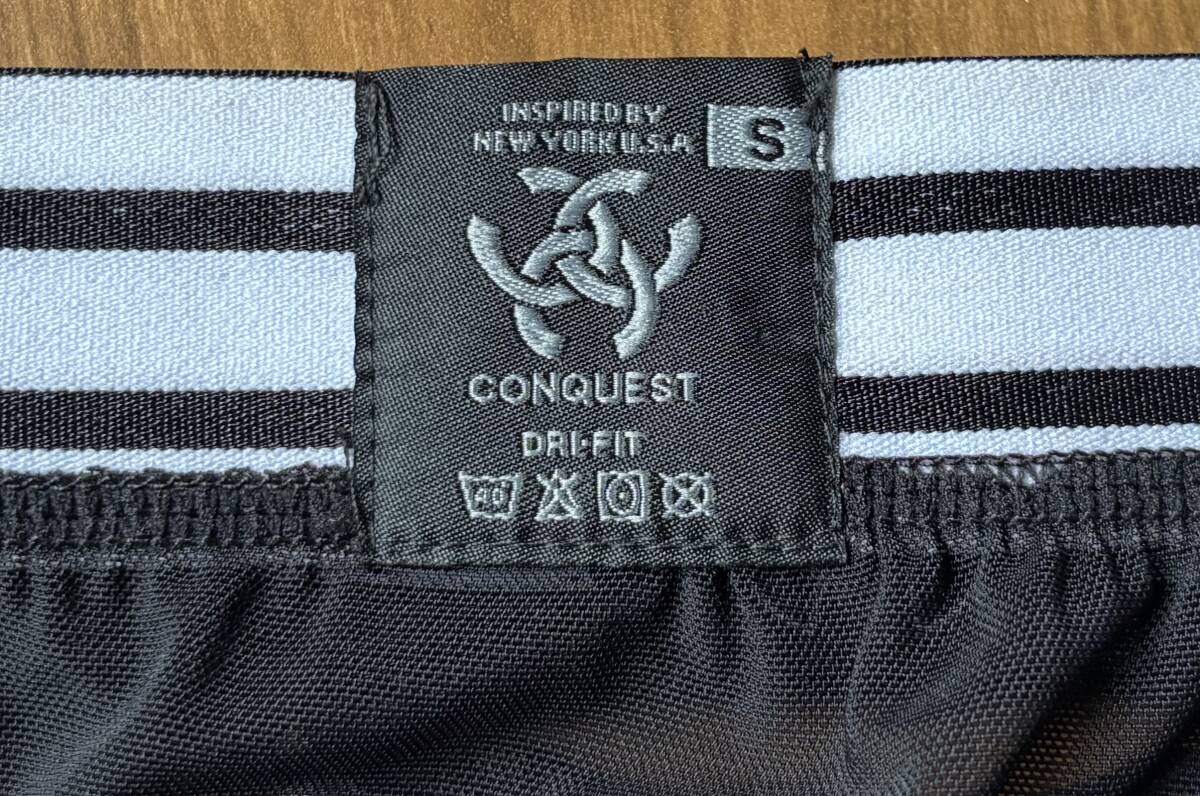 INSPIRED BY
NEW YORK U.S.A
S
CONQUEST
DRI·FIT
40